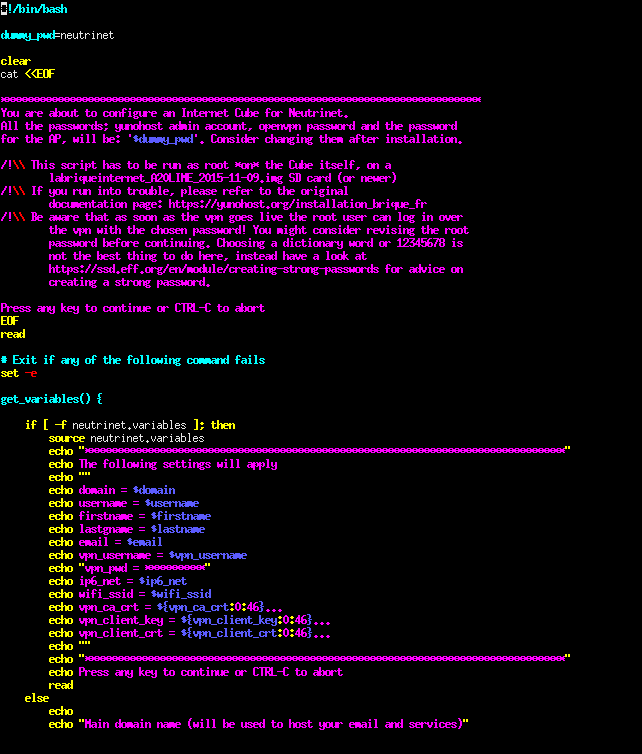 #!/bin/bash

dummy_pwd=neutrinet

clear
cat <<EOF

********************************************************************************
You are about to configure an Internet Cube for Neutrinet.
All the passwords; yunohost admin account, openvpn password and the password
for the AP, will be: '$dummy_pwd'. Consider changing them after installation.

/!\\ This script has to be run as root *on* the Cube itself, on a
        labriqueinternet_A20LIME_2015-11-09.img SD card (or newer)
/!\\ If you run into trouble, please refer to the original
        documentation page: https://yunohost.org/installation_brique_fr
/!\\ Be aware that as soon as the vpn goes live the root user can log in over
        the vpn with the chosen password! You might consider revising the root
        password before continuing. Choosing a dictionary word or 12345678 is
        not the best thing to do here, instead have a look at
        https://ssd.eff.org/en/module/creating-strong-passwords for advice on
        creating a strong password.

Press any key to continue or CTRL-C to abort
EOF
read

# Exit if any of the following command fails
set -e

get_variables() {

    if [ -f neutrinet.variables ]; then
        source neutrinet.variables
        echo "********************************************************************************"
        echo The following settings will apply
        echo ""
        echo domain = $domain
        echo username = $username
        echo firstname = $firstname
        echo lastgname = $lastname
        echo email = $email
        echo vpn_username = $vpn_username
        echo "vpn_pwd = **********"
        echo ip6_net = $ip6_net
        echo wifi_ssid = $wifi_ssid
        echo vpn_ca_crt = ${vpn_ca_crt:0:46}...
        echo vpn_client_key = ${vpn_client_key:0:46}...
        echo vpn_client_crt = ${vpn_client_crt:0:46}...
        echo ""
        echo "********************************************************************************"
        echo Press any key to continue or CTRL-C to abort
        read
    else
        echo
        echo "Main domain name (will be used to host your email and services)"